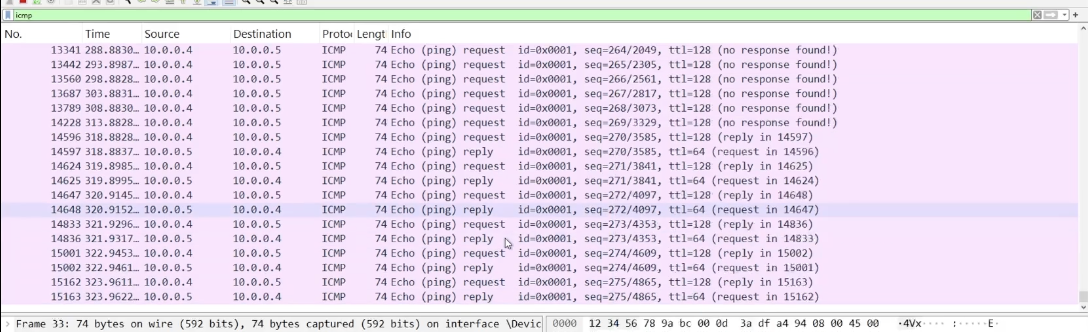 icmp
No. Time Source Destination Protoc Length Info
13341 288.8830… 10.0.0.4 10.0.0.5 ICMP 74 Echo (ping) request id=0x0001, seq=264/2049, ttl=128 (no response found!)
13442 293.8987… 10.0.0.4 10.0.0.5 ICMP 74 Echo (ping) request id=0x0001, seq=265/2305, ttl=128 (no response found!)
13560 298.8828… 10.0.0.4 10.0.0.5 ICMP 74 Echo (ping) request id=0x0001, seq=266/2561, ttl=128 (no response found!)
13687 303.8831… 10.0.0.4 10.0.0.5 ICMP 74 Echo (ping) request id=0x0001, seq=267/2817, ttl=128 (no response found!)
13789 308.8830… 10.0.0.4 10.0.0.5 ICMP 74 Echo (ping) request id=0x0001, seq=268/3073, ttl=128 (no response found!)
14228 313.8828… 10.0.0.4 10.0.0.5 ICMP 74 Echo (ping) request id=0x0001, seq=269/3329, ttl=128 (no response found!)
14596 318.8828… 10.0.0.4 10.0.0.5 ICMP 74 Echo (ping) request id=0x0001, seq=270/3585, ttl=128 (reply in 14597)
14597 318.8837… 10.0.0.5 10.0.0.4 ICMP 74 Echo (ping) reply id=0x0001, seq=270/3585, ttl=64 (request in 14596)
14624 319.8985… 10.0.0.4 10.0.0.5 ICMP 74 Echo (ping) request id=0x0001, seq=271/3841, ttl=128 (reply in 14625)
14625 319.8995… 10.0.0.5 10.0.0.4 ICMP 74 Echo (ping) reply id=0x0001, seq=271/3841, ttl=64 (request in 14624)
14647 320.9145… 10.0.0.4 10.0.0.5 ICMP 74 Echo (ping) request id=0x0001, seq=272/4097, ttl=128 (reply in 14648)
14648 320.9152… 10.0.0.5 10.0.0.4 ICMP 74 Echo (ping) reply id=0x0001, seq=272/4097, ttl=64 (request in 14647)
14833 321.9296… 10.0.0.4 10.0.0.5 ICMP 74 Echo (ping) request id=0x0001, seq=273/4353, ttl=128 (reply in 14836)
14836 321.9317… 10.0.0.5 10.0.0.4 ICMP 74 Echo (ping) reply id=0x0001, seq=273/4353, ttl=64 (request in 14833)
15001 322.9453… 10.0.0.4 10.0.0.5 ICMP 74 Echo (ping) request id=0x0001, seq=274/4609, ttl=128 (reply in 15002)
15002 322.9461… 10.0.0.5 10.0.0.4 ICMP 74 Echo (ping) reply id=0x0001, seq=274/4609, ttl=64 (request in 15001)
15162 323.9611… 10.0.0.4 10.0.0.5 ICMP 74 Echo (ping) request id=0x0001, seq=275/4865, ttl=128 (reply in 15163)
15163 323.9622… 10.0.0.5 10.0.0.4 ICMP 74 Echo (ping) reply id=0x0001, seq=275/4865, ttl=64 (request in 15162)
Frame 33: 74 bytes on wire (592 bits), 74 bytes captured (592 bits) on interface \Devic 0000 12 34 56 78 9a bc 00 0d 3a df a4 94 08 00 45 00 ·4Vx···· :·····E·